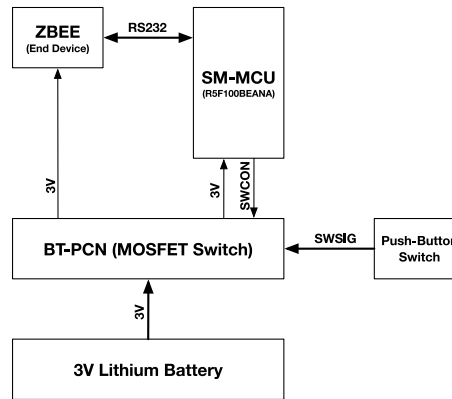 ZBEE
(End Device)
RS232
SM-MCU
(R5F100BEANA)
3V
3V
SWCON
BT-PCN (MOSFET Switch)
SWSIG
Push-Button
Switch
3V
3V Lithium Battery